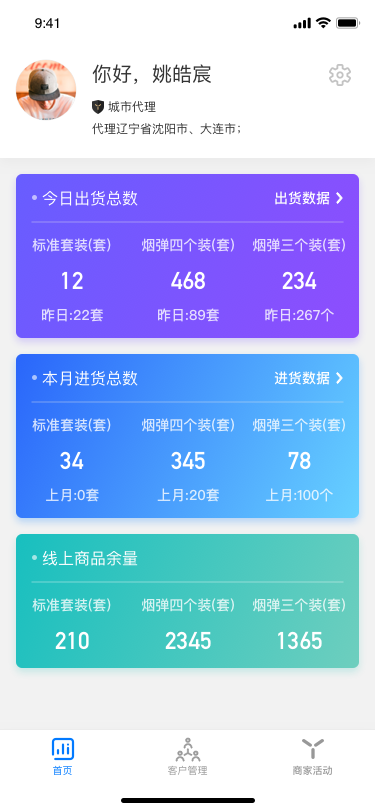 9:41
你好，姚皓宸
城市代理
代理辽宁省沈阳市、大连市；
今日出货总数 出货数据
标准套装(套) 烟弹四个装(套) 烟弹三个装(套)
12 468 234
昨日:22套 昨日:89套 昨日:267个
本月进货总数 进货数据
标准套装(套) 烟弹四个装(套) 烟弹三个装(套)
34 345 78
上月:0套 上月:20套 上月:100个
线上商品余量
标准套装(套) 烟弹四个装(套) 烟弹三个装(套)
210 2345 1365
首页 客户管理 商家活动